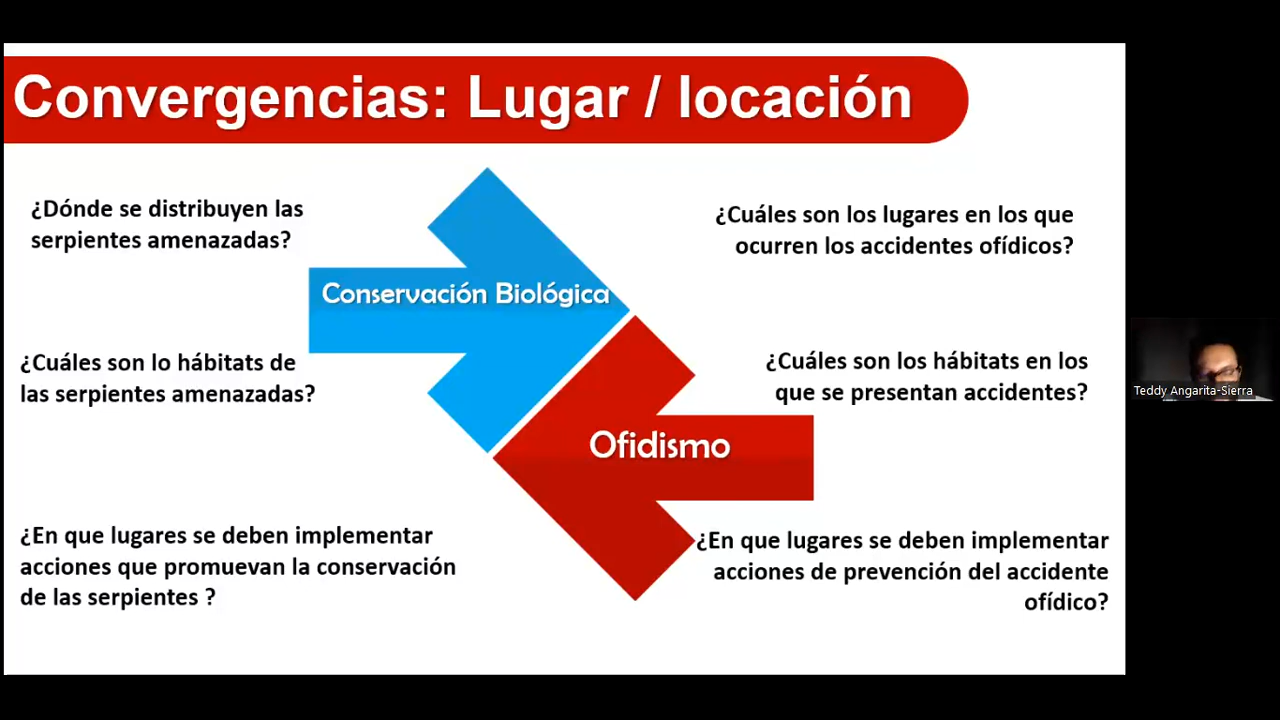 Convergencias: Lugar / locación
¿Dónde se distribuyen las
serpientes amenazadas?
¿Cuáles son los lugares en los que
ocurren los accidentes ofídicos?
Conservación Biológica
¿Cuáles son lo hábitats de
las serpientes amenazadas?
¿Cuáles son los hábitats en los
que se presentan accidentes?
Teddy Angarita-Sierra
Ofidismo
¿En que lugares se deben implementar
acciones que promuevan la conservación
de las serpientes ?
¿En que lugares se deben implementar
acciones de prevención del accidente
ofídico?